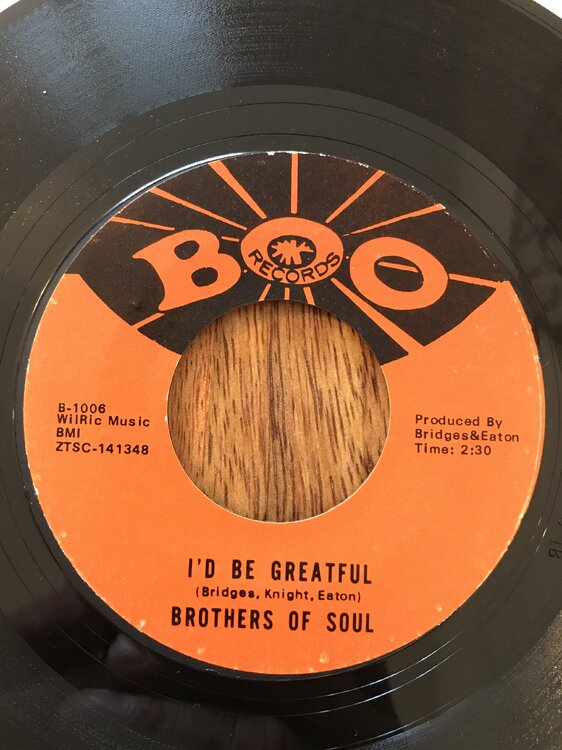 BOO
RECORDS
B-1006
WilRic Music
BMI
ZTSC-141348
Produced By
Bridges&Eaton
Time: 2:30
I'D BE GREATFUL
(Bridges, Knight, Eaton)
BROTHERS OF SOUL